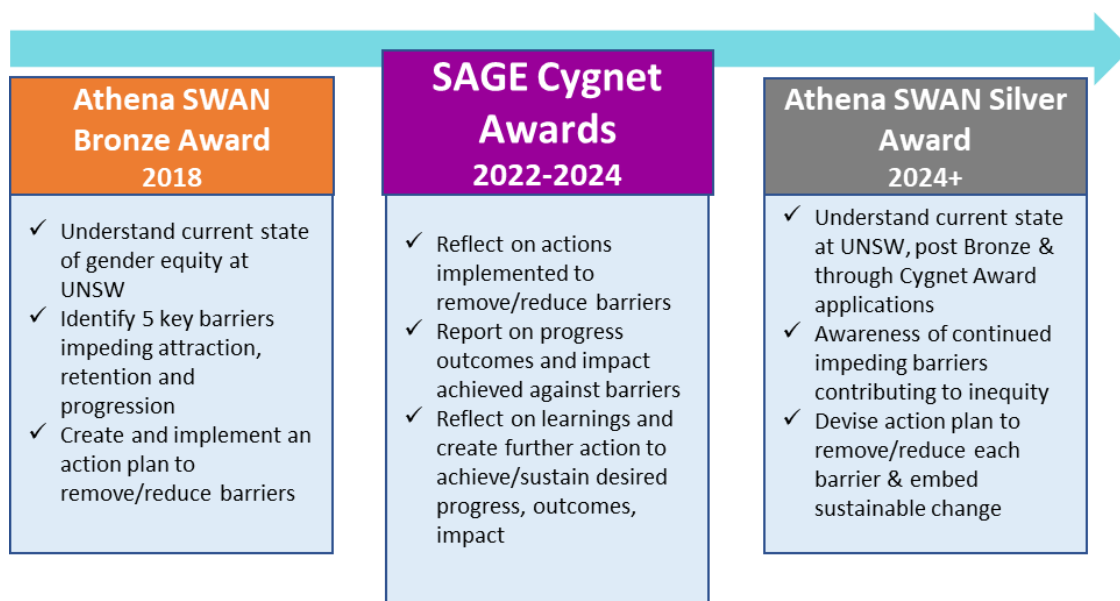 Athena SWAN
Bronze Award
2018
✓ Understand current state
of gender equity at
UNSW
✓ Identify 5 key barriers
impeding attraction,
retention and
progression
✓ Create and implement an
action plan to
remove/reduce barriers
SAGE Cygnet
Awards
2022-2024
✓ Reflect on actions
implemented to
remove/reduce barriers
✓ Report on progress
outcomes and impact
achieved against barriers
✓ Reflect on learnings and
create further action to
achieve/sustain desired
progress, outcomes,
impact
Athena SWAN Silver
Award
2024+
✓ Understand current state
at UNSW, post Bronze &
through Cygnet Award
applications
✓ Awareness of continued
impeding barriers
contributing to inequity
✓ Devise action plan to
remove/reduce each
barrier & embed
sustainable change